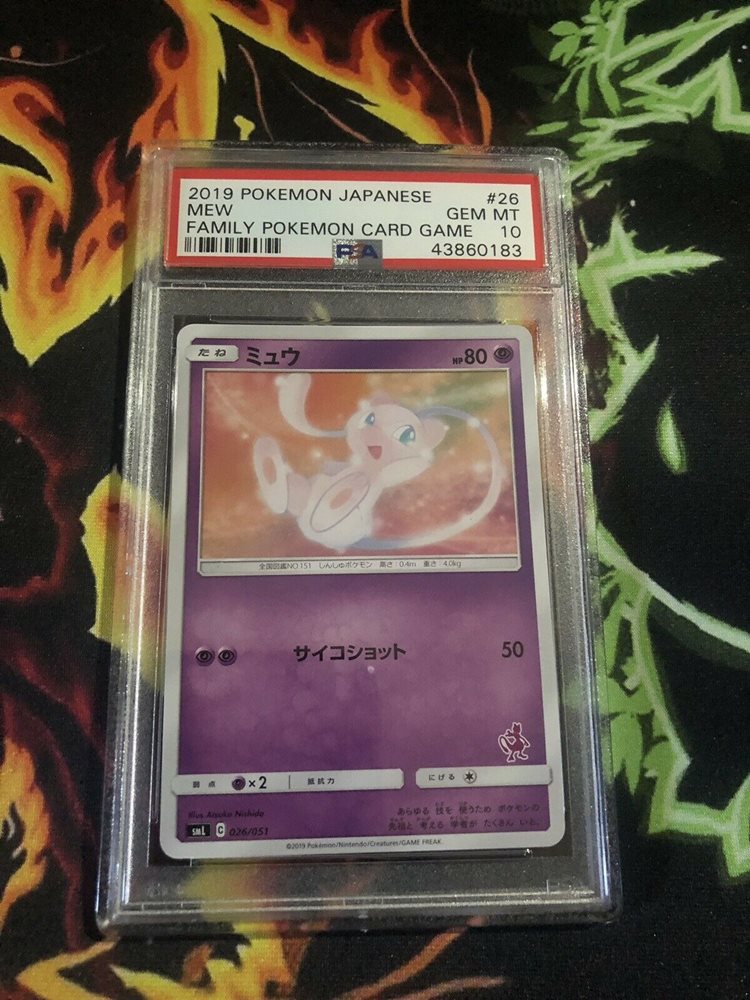 2019 POKEMON JAPANESE #26
MEW GEM MT
FAMILY POKEMON CARD GAME 10
PSA 43860183
たね ミュウ HP80
全国図鑑NO.151 しんしゅポケモン 高さ:0.4m 重さ:4.0kg
サイコショット 50
弱点 ×2 抵抗力 にげる
あらゆる 技を 使うため ポケモンの
先祖と 考える 学者が たくさん いる。
Illus. Atsuko Nishida
SML C 026/051
©2019 Pokémon/Nintendo/Creatures/GAME FREAK.